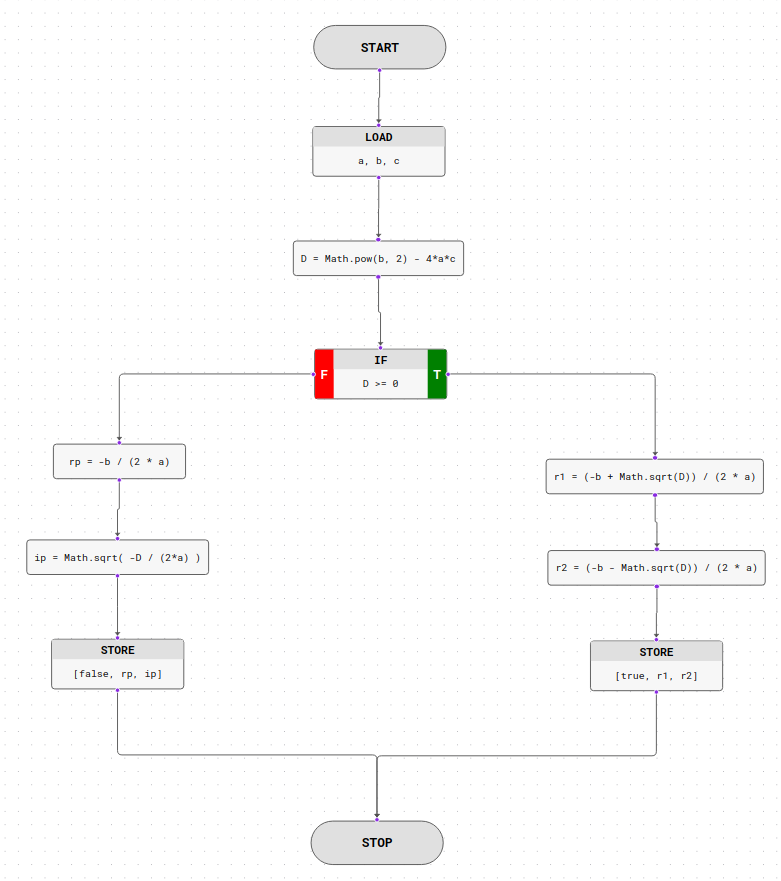 START
LOAD
a, b, c
D = Math.pow(b, 2) - 4*a*c
IF
F
T
D >= 0
rp = -b / (2 * a)
ip = Math.sqrt( -D / (2*a) )
STORE
[false, rp, ip]
r1 = (-b + Math.sqrt(D)) / (2 * a)
r2 = (-b - Math.sqrt(D)) / (2 * a)
STORE
[true, r1, r2]
STOP